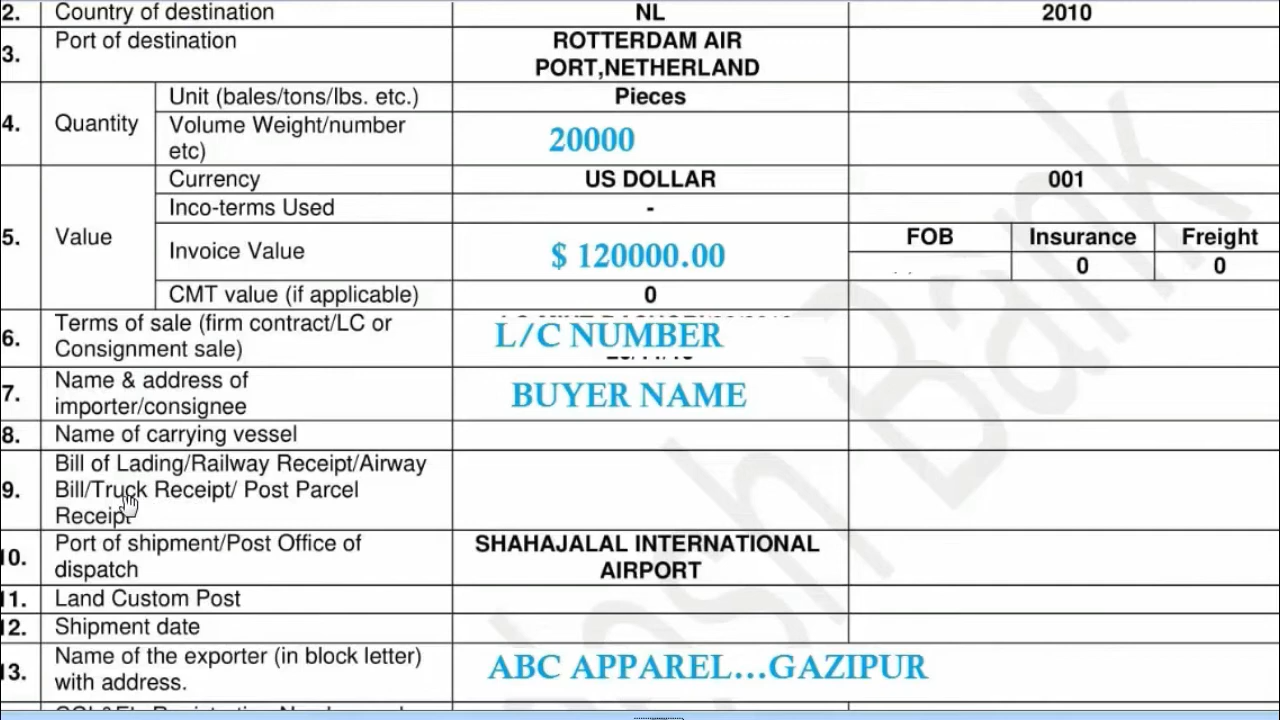 2. Country of destination NL 2010
3. Port of destination ROTTERDAM AIR
PORT,NETHERLAND
4. Quantity Unit (bales/tons/lbs. etc.) Pieces
Volume Weight/number
etc) 20000
5. Value Currency US DOLLAR 001
Inco-terms Used -
Invoice Value $ 120000.00 FOB Insurance Freight
0 0
CMT value (if applicable) 0
6. Terms of sale (firm contract/LC or
Consignment sale) L/C NUMBER
7. Name & address of
importer/consignee BUYER NAME
8. Name of carrying vessel
9. Bill of Lading/Railway Receipt/Airway
Bill/Truck Receipt/ Post Parcel
Receipt
10. Port of shipment/Post Office of
dispatch SHAHAJALAL INTERNATIONAL
AIRPORT
11. Land Custom Post
12. Shipment date
13. Name of the exporter (in block letter)
with address. ABC APPAREL...GAZIPUR
Bank